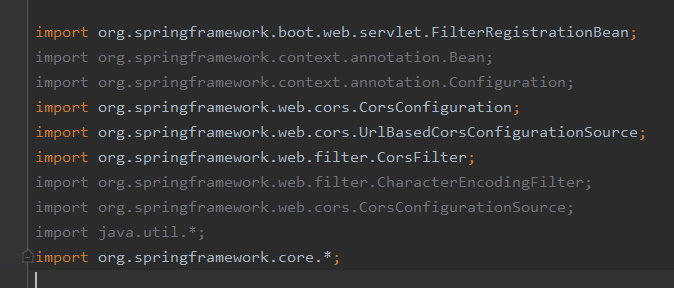 import org.springframework.boot.web.servlet.FilterRegistrationBean;
import org.springframework.context.annotation.Bean;
import org.springframework.context.annotation.Configuration;
import org.springframework.web.cors.CorsConfiguration;
import org.springframework.web.cors.UrlBasedCorsConfigurationSource;
import org.springframework.web.filter.CorsFilter;
import org.springframework.web.filter.CharacterEncodingFilter;
import org.springframework.web.cors.CorsConfigurationSource;
import java.util.*;
import org.springframework.core.*;